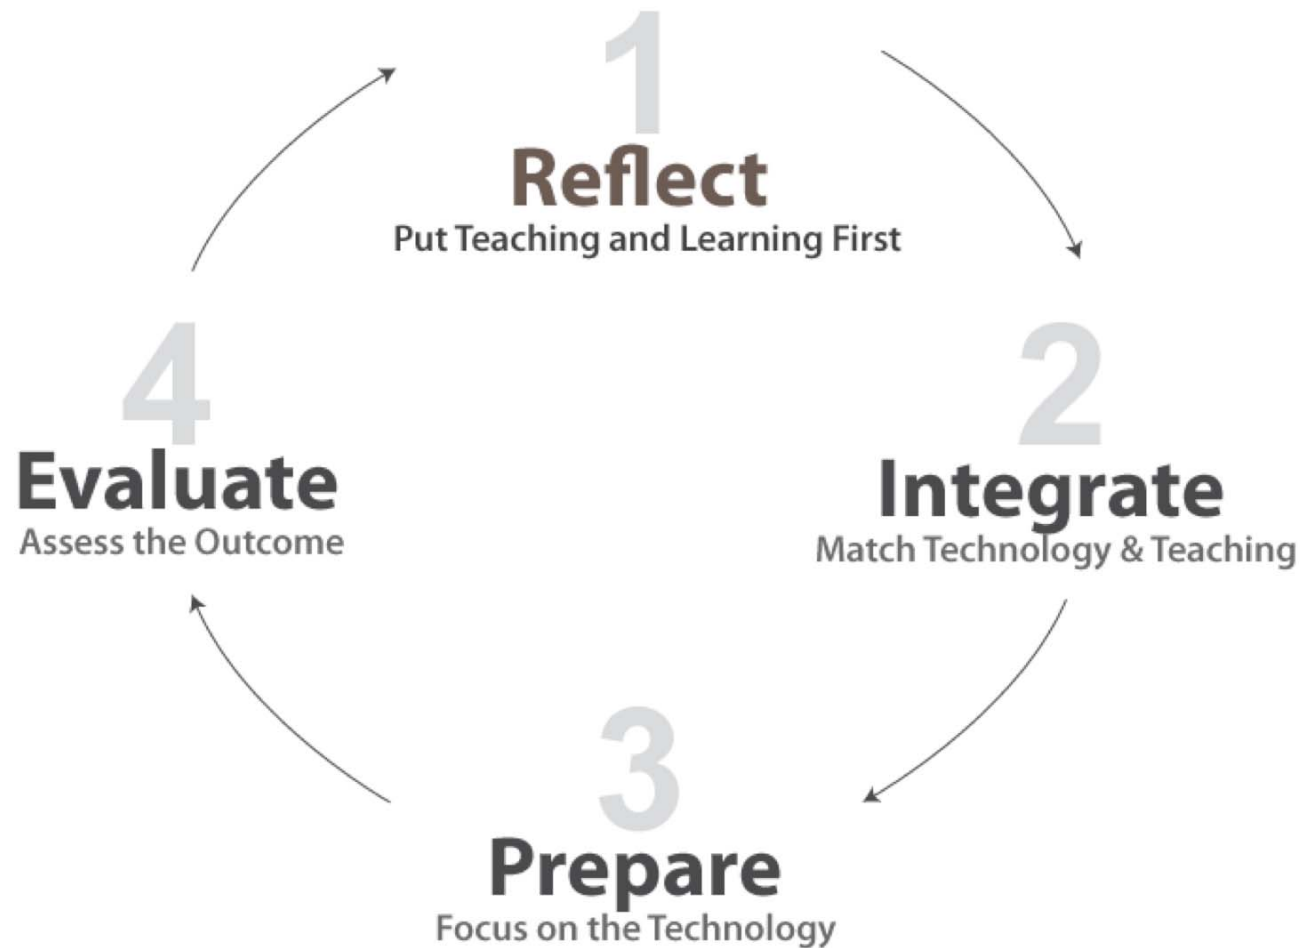 1
Reflect
Put Teaching and Learning First
2
Integrate
Match Technology & Teaching
3
Prepare
Focus on the Technology
4
Evaluate
Assess the Outcome